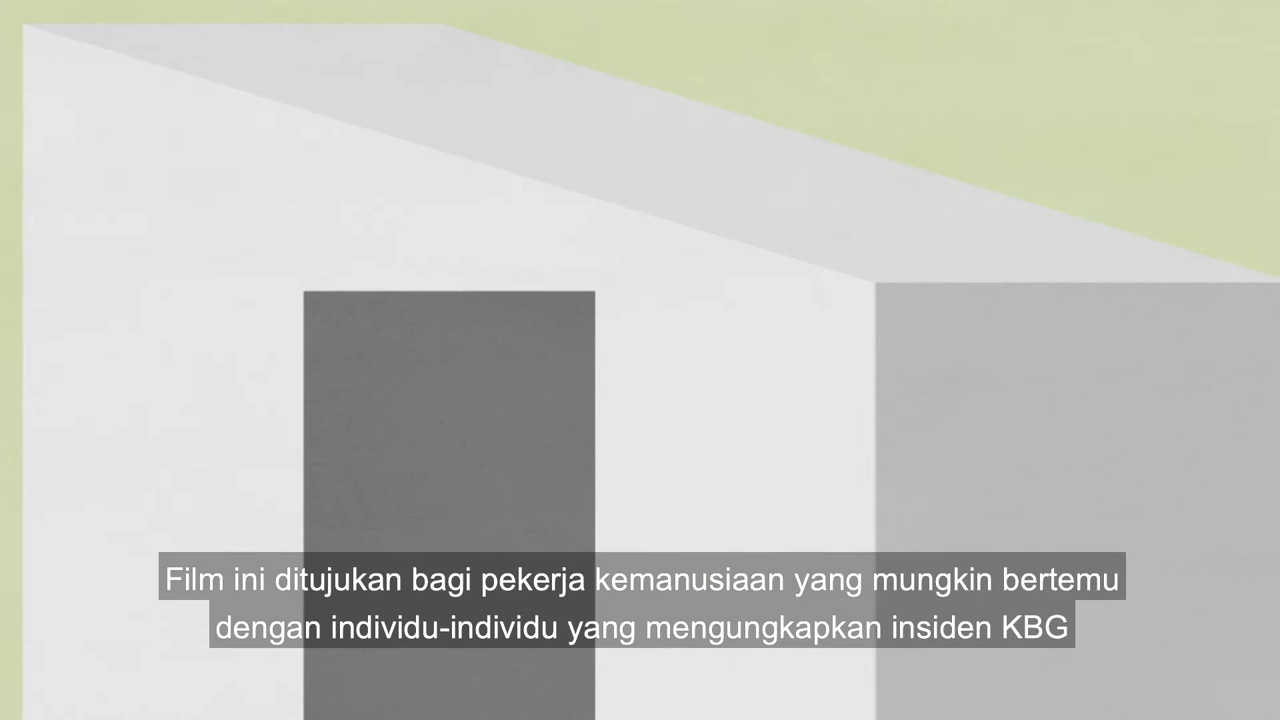 Film ini ditujukan bagi pekerja kemanusiaan yang mungkin bertemu
dengan individu-individu yang mengungkapkan insiden KBG